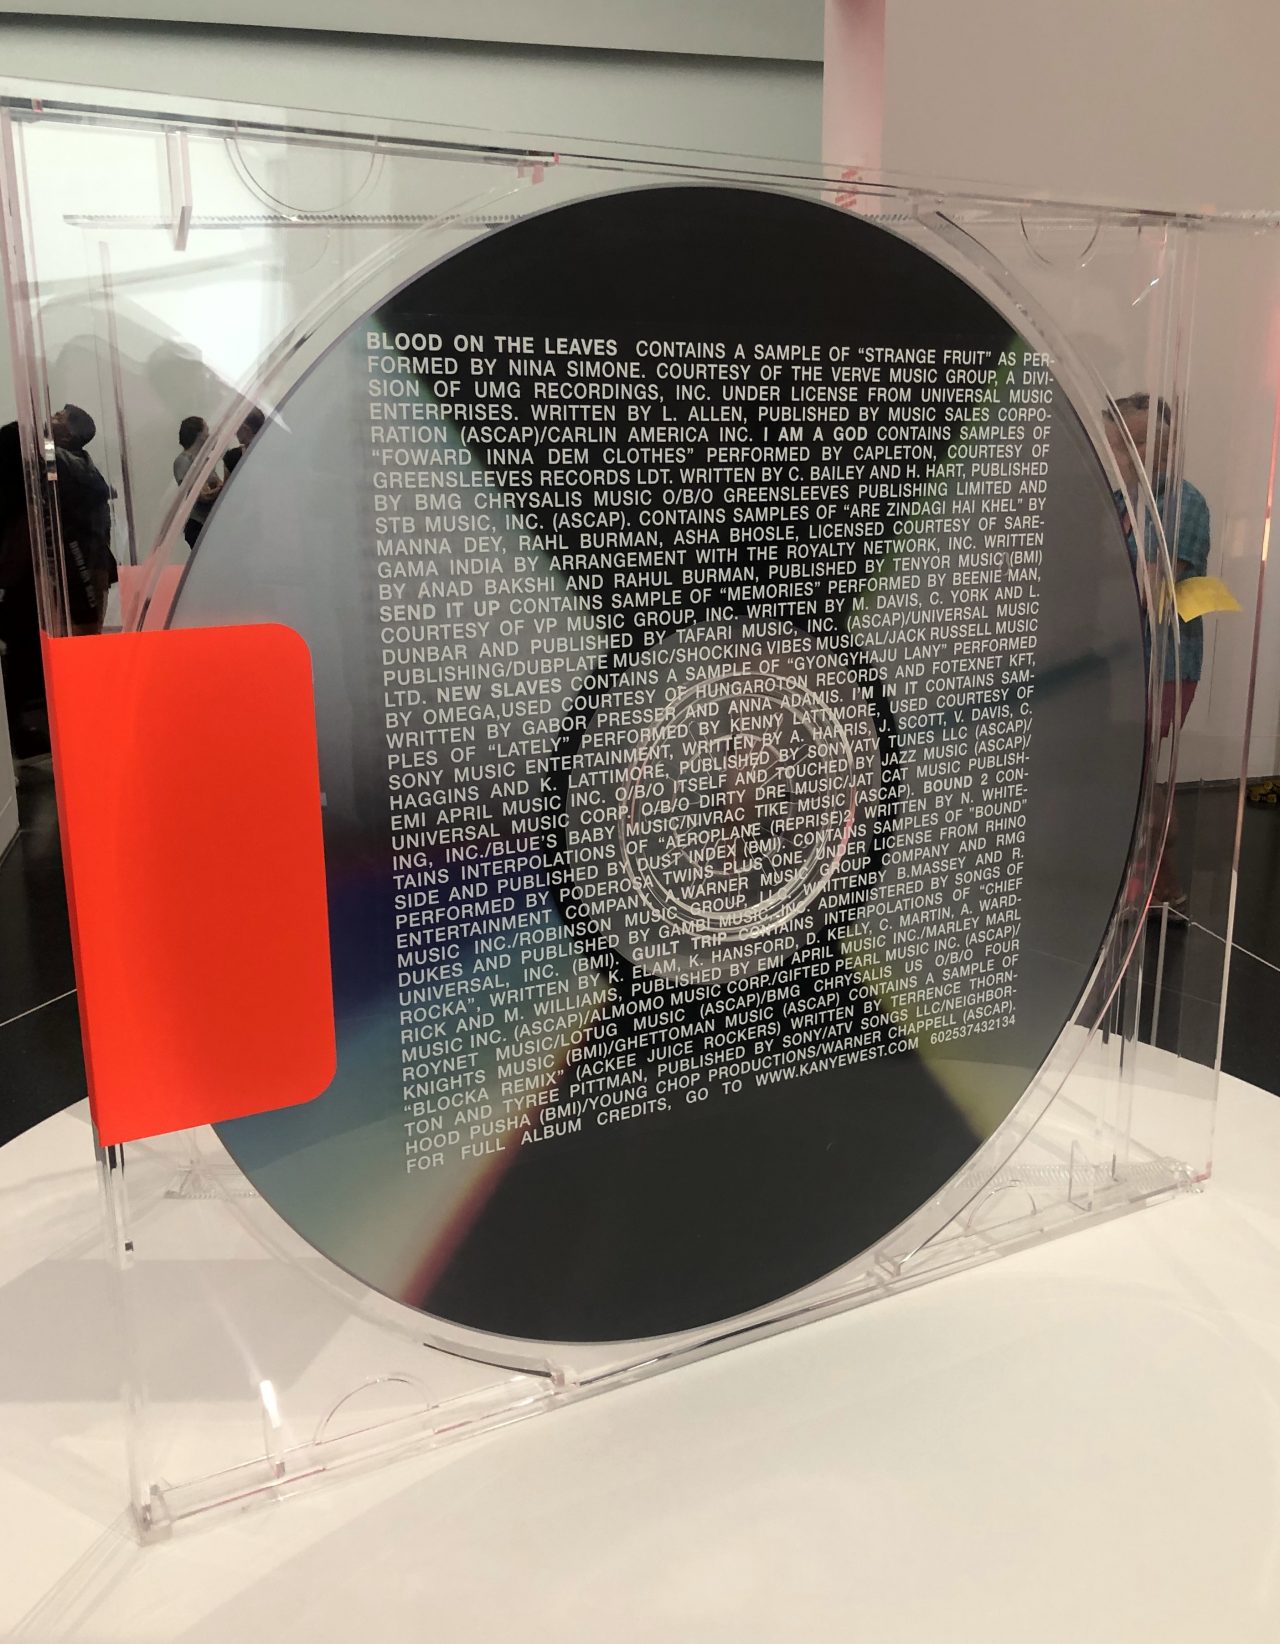 BLOOD ON THE LEAVES CONTAINS A SAMPLE OF “STRANGE FRUIT” AS PER-
FORMED BY NINA SIMONE. COURTESY OF THE VERVE MUSIC GROUP, A DIVI-
SION OF UMG RECORDINGS, INC. UNDER LICENSE FROM UNIVERSAL MUSIC
ENTERPRISES. WRITTEN BY L. ALLEN, PUBLISHED BY MUSIC SALES CORPO-
RATION (ASCAP)/CARLIN AMERICA INC. I AM A GOD CONTAINS SAMPLES OF
“FOWARD INNA DEM CLOTHES” PERFORMED BY CAPLETON, COURTESY OF
GREENSLEEVES RECORDS LDT. WRITTEN BY C. BAILEY AND H. HART, PUBLISHED
BY BMG CHRYSALIS MUSIC O/B/O GREENSLEEVES PUBLISHING LIMITED AND
STB MUSIC, INC. (ASCAP). CONTAINS SAMPLES OF “ARE ZINDAGI HAI KHEL” BY
MANNA DEY, RAHL BURMAN, ASHA BHOSLE, LICENSED COURTESY OF SARE-
GAMA INDIA BY ARRANGEMENT WITH THE ROYALTY NETWORK, INC. WRITTEN
BY ANAD BAKSHI AND RAHUL BURMAN, PUBLISHED BY TENYOR MUSIC (BMI)
SEND IT UP CONTAINS SAMPLE OF “MEMORIES” PERFORMED BY BEENIE MAN,
COURTESY OF VP MUSIC GROUP, INC. WRITTEN BY M. DAVIS, C. YORK AND L.
DUNBAR AND PUBLISHED BY TAFARI MUSIC, INC. (ASCAP)/UNIVERSAL MUSIC
PUBLISHING/DUBPLATE MUSIC/SHOCKING VIBES MUSICAL/JACK RUSSELL MUSIC
LTD. NEW SLAVES CONTAINS A SAMPLE OF “GYONGYHAJU LANY” PERFORMED
BY OMEGA,USED COURTESY OF HUNGAROTON RECORDS AND FOTEXNET KFT,
WRITTEN BY GABOR PRESSER AND ANNA ADAMIS. I’M IN IT CONTAINS SAM-
PLES OF “LATELY” PERFORMED BY KENNY LATTIMORE, USED COURTESY OF
SONY MUSIC ENTERTAINMENT, WRITTEN BY A. HARRIS, J. SCOTT, V. DAVIS, C.
HAGGINS AND K. LATTIMORE, PUBLISHED BY SONY/ATV TUNES LLC (ASCAP)/
EMI APRIL MUSIC INC. O/B/O ITSELF AND TOUCHED BY JAZZ MUSIC (ASCAP)/
UNIVERSAL MUSIC CORP. O/B/O DIRTY DRE MUSIC/JAT CAT MUSIC PUBLISH-
ING, INC./BLUE’S BABY MUSIC/NIVRAC TIKE MUSIC (ASCAP). BOUND 2 CON-
TAINS INTERPOLATIONS OF “AEROPLANE (REPRISE)2, WRITTEN BY N. WHITE-
SIDE AND PUBLISHED BY DUST INDEX (BMI). CONTAINS SAMPLES OF “BOUND”
PERFORMED BY PODEROSA TWINS PLUS ONE, UNDER LICENSE FROM RHINO
ENTERTAINMENT COMPANY, WARNER MUSIC GROUP COMPANY AND RMG
MUSIC INC./ROBINSON MUSIC GROUP, LLC, WRITTENBY B.MASSEY AND R.
DUKES AND PUBLISHED BY GAMBI MUSIC, INC. ADMINISTERED BY SONGS OF
UNIVERSAL, INC. (BMI). GUILT TRIP CONTAINS INTERPOLATIONS OF “CHIEF
ROCKA”, WRITTEN BY K. ELAM, K. HANSFORD, D. KELLY, C. MARTIN, A. WARD-
RICK AND M. WILLIAMS, PUBLISHED BY EMI APRIL MUSIC INC./MARLEY MARL
MUSIC INC. (ASCAP)/ALMOMO MUSIC CORP./GIFTED PEARL MUSIC INC. (ASCAP)/
ROYNET MUSIC/LOTUG MUSIC (ASCAP)/BMG CHRYSALIS US O/B/O FOUR
KNIGHTS MUSIC (BMI)/GHETTOMAN MUSIC (ASCAP) CONTAINS A SAMPLE OF
“BLOCKA REMIX” (ACKEE JUICE ROCKERS) WRITTEN BY TERRENCE THORN-
TON AND TYREE PITTMAN, PUBLISHED BY SONY/ATV SONGS LLC/NEIGHBOR-
HOOD PUSHA (BMI)/YOUNG CHOP PRODUCTIONS/WARNER CHAPPELL (ASCAP).
FOR FULL ALBUM CREDITS, GO TO WWW.KANYEWEST.COM 602537432134